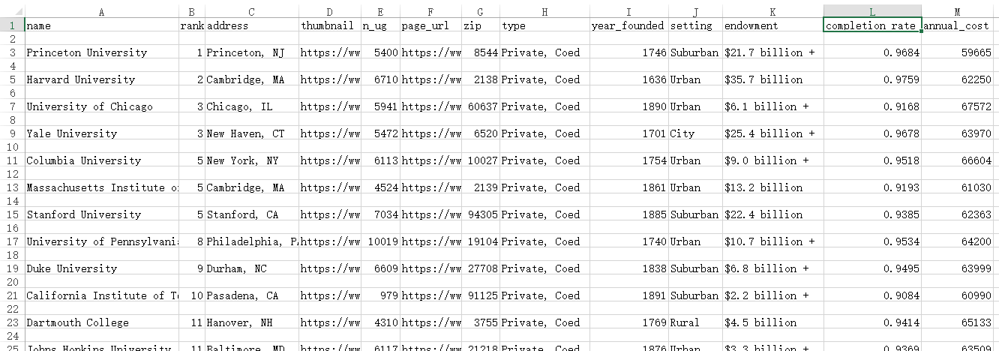 A B C D E F G H I J K L M
1 name rank address thumbnail n_ug page_url zip type year_founded setting endowment completion_rate annual_cost
2
3 Princeton University 1 Princeton, NJ https://ww 5400 https://ww 8544 Private, Coed 1746 Suburban $21.7 billion + 0.9684 59665
4
5 Harvard University 2 Cambridge, MA https://ww 6710 https://ww 2138 Private, Coed 1636 Urban $35.7 billion 0.9759 62250
6
7 University of Chicago 3 Chicago, IL https://ww 5941 https://ww 60637 Private, Coed 1890 Urban $6.1 billion + 0.9168 67572
8
9 Yale University 3 New Haven, CT https://ww 5472 https://ww 6520 Private, Coed 1701 City $25.4 billion + 0.9678 63970
10
11 Columbia University 5 New York, NY https://ww 6113 https://ww 10027 Private, Coed 1754 Urban $9.0 billion + 0.9518 66604
12
13 Massachusetts Institute o 5 Cambridge, MA https://ww 4524 https://ww 2139 Private, Coed 1861 Urban $13.2 billion 0.9193 61030
14
15 Stanford University 5 Stanford, CA https://ww 7034 https://ww 94305 Private, Coed 1885 Suburban $22.4 billion 0.9385 62363
16
17 University of Pennsylvani 8 Philadelphia, P https://ww 10019 https://ww 19104 Private, Coed 1740 Urban $10.7 billion + 0.9534 64200
18
19 Duke University 9 Durham, NC https://ww 6609 https://ww 27708 Private, Coed 1838 Suburban $6.8 billion + 0.9495 63999
20
21 California Institute of T 10 Pasadena, CA https://ww 979 https://ww 91125 Private, Coed 1891 Suburban $2.2 billion + 0.9084 60990
22
23 Dartmouth College 11 Hanover, NH https://ww 4310 https://ww 3755 Private, Coed 1769 Rural $4.5 billion 0.9414 65133
24
25 Johns Hopkins University 11 Baltimore, MD https://ww 6117 https://ww 21218 Private, Coed 1876 Urban $3.3 billion + 0.9369 63509